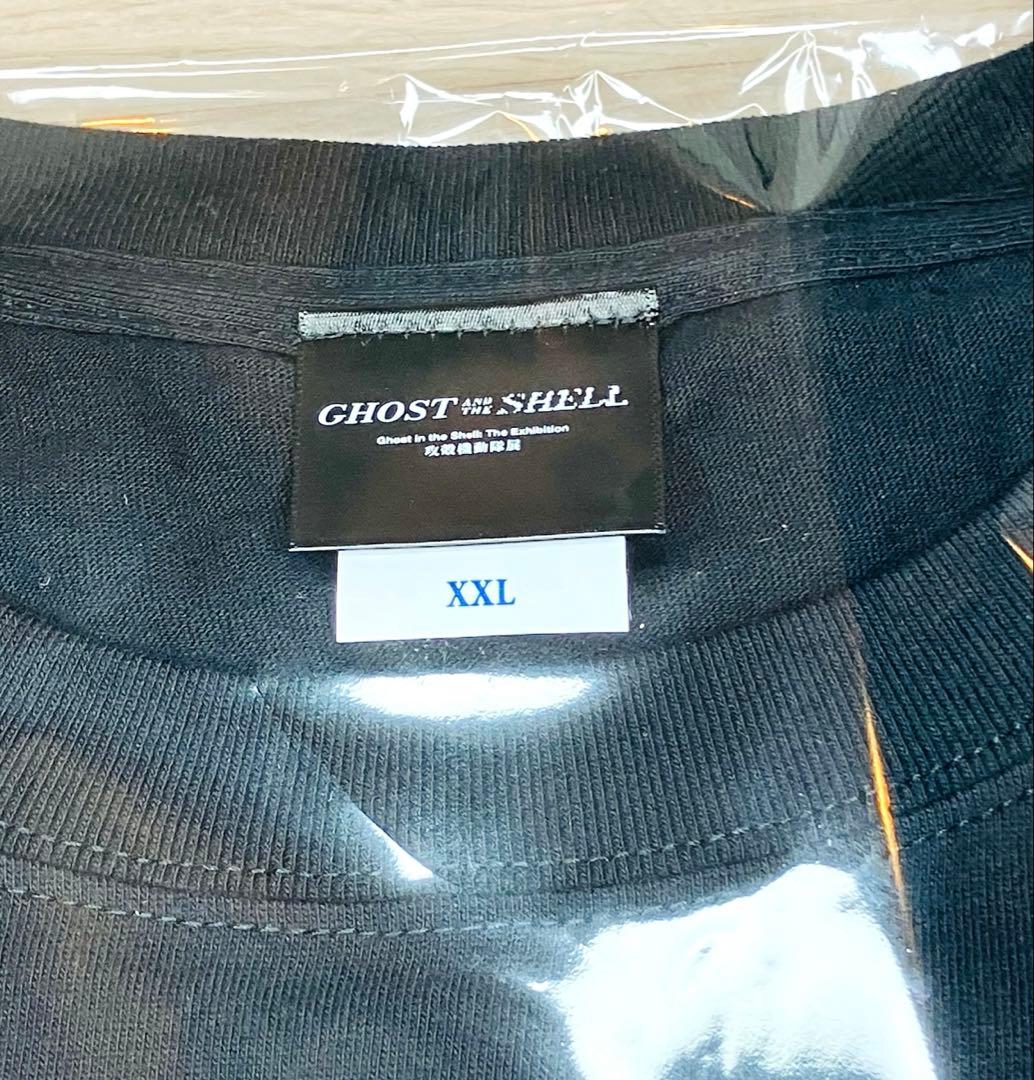 GHOST AND THE SHELL
Ghost in the Shell: The Exhibition
攻殻機動隊展
XXL